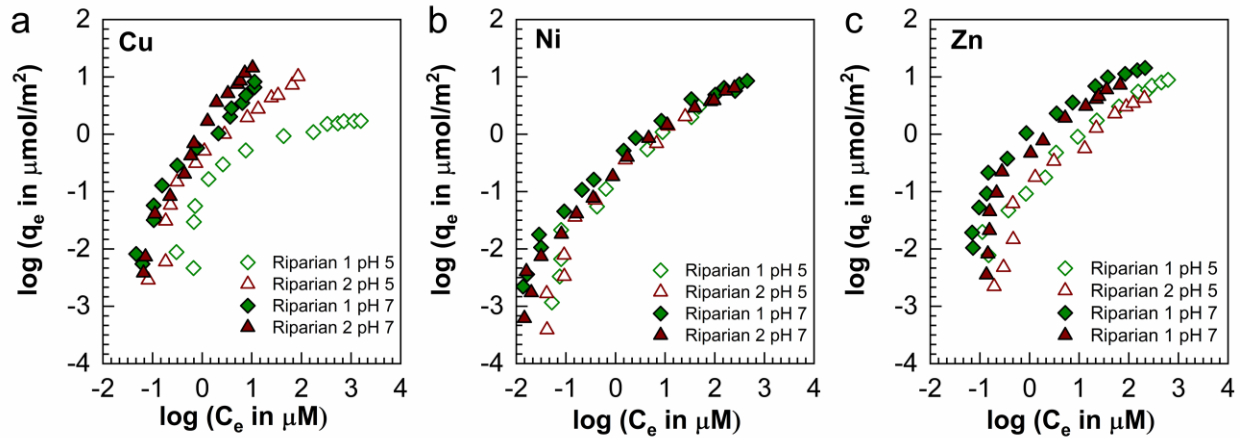 a
Cu
log (qe in μmol/m²)
2
1
0
-1
-2
-3
-4
Riparian 1 pH 5
Riparian 2 pH 5
Riparian 1 pH 7
Riparian 2 pH 7
-2 -1 0 1 2 3 4
log (Ce in μM)
b
Ni
log (qe in μmol/m²)
2
1
0
-1
-2
-3
-4
Riparian 1 pH 5
Riparian 2 pH 5
Riparian 1 pH 7
Riparian 2 pH 7
-2 -1 0 1 2 3 4
log (Ce in μM)
c
Zn
log (qe in μmol/m²)
2
1
0
-1
-2
-3
-4
Riparian 1 pH 5
Riparian 2 pH 5
Riparian 1 pH 7
Riparian 1 pH 7
-2 -1 0 1 2 3 4
log (Ce in μM)